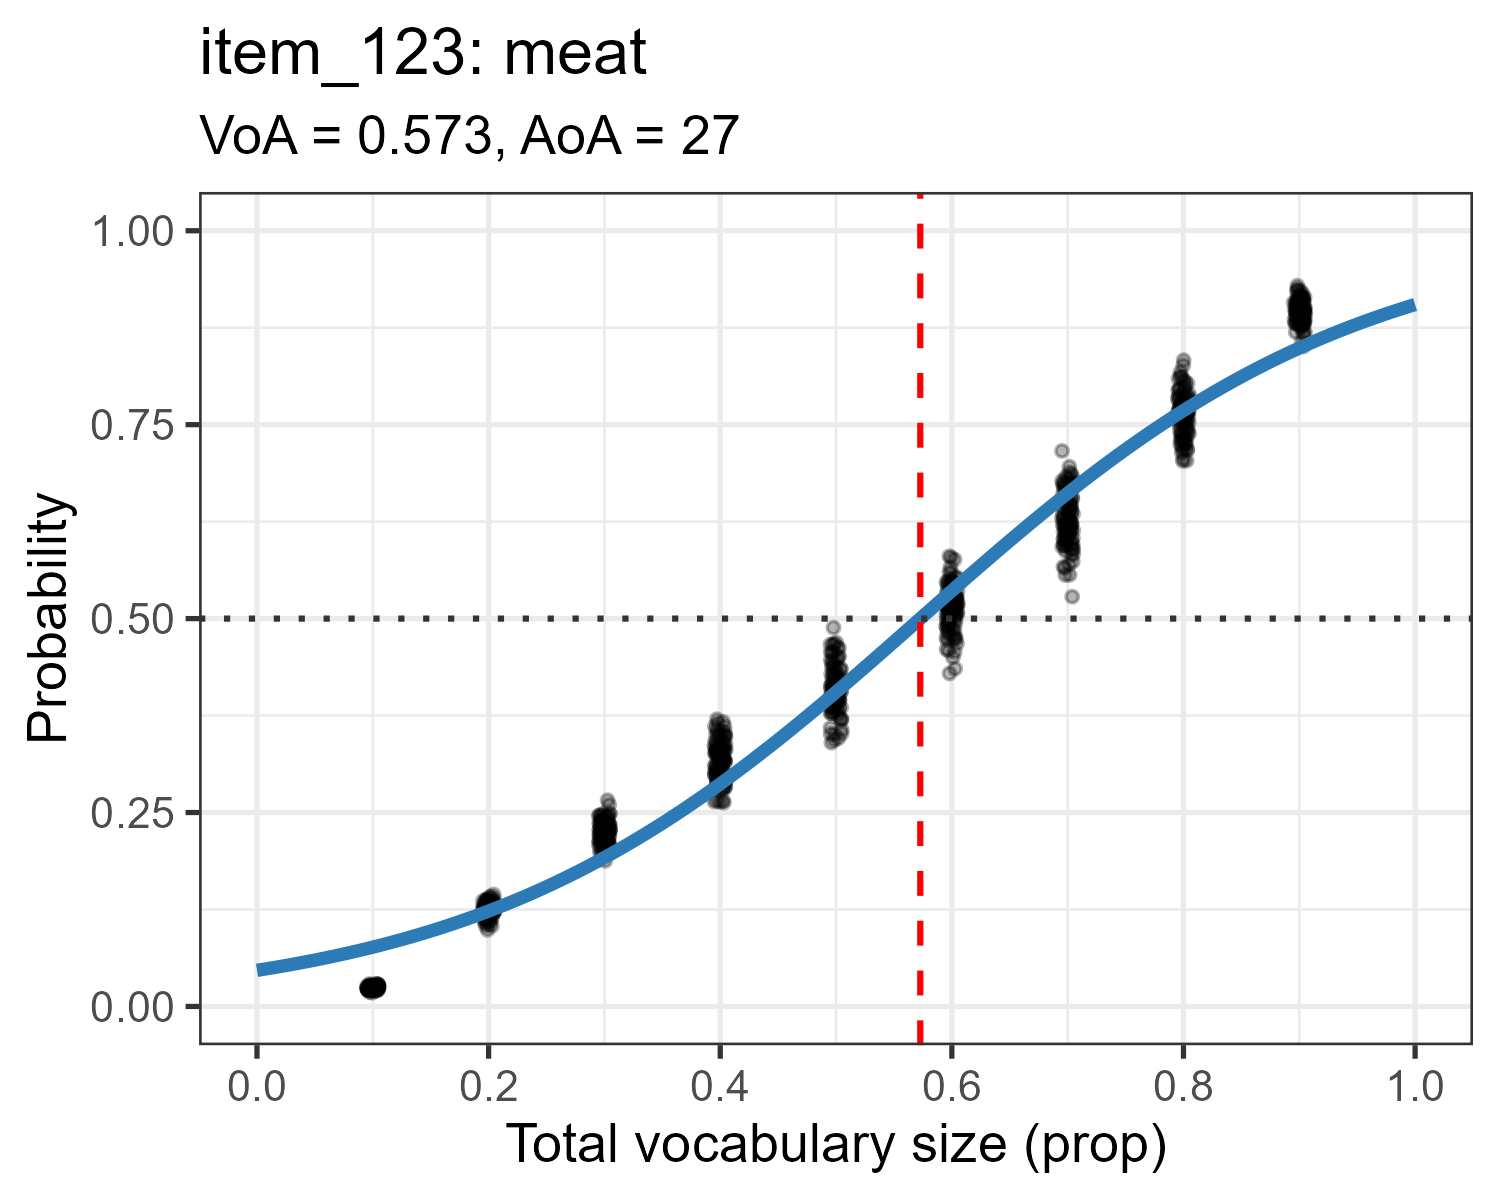 item_123: meat
VoA = 0.573, AoA = 27
1.00
0.75
0.50
0.25
0.00
Probability
0.0 0.2 0.4 0.6 0.8 1.0
Total vocabulary size (prop)